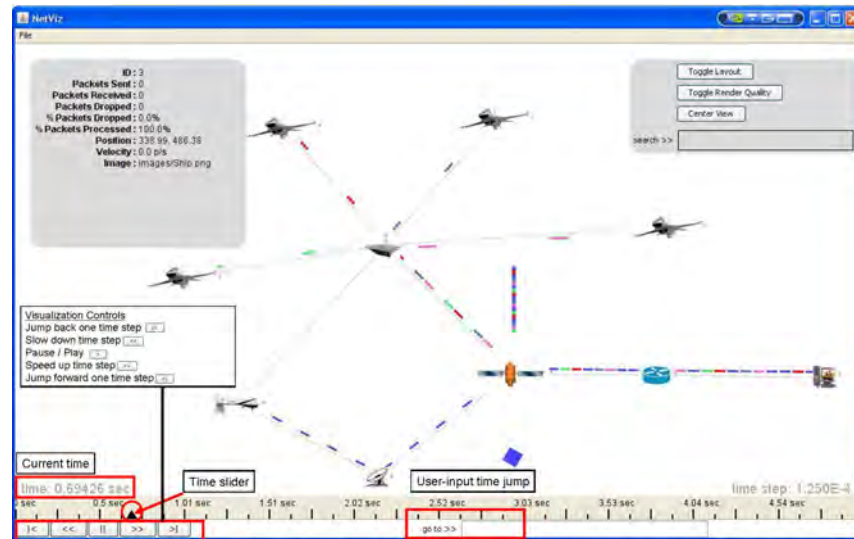 NetViz
File
ID : 3
Packets Sent : 0
Packets Received : 0
Packets Dropped : 0
% Packets Dropped : 0.0%
% Packets Processed : 100.0%
Position : 338.99, 486.38
Velocity : 0.0 p/s
Image : images/Ship.png
Toggle Layout
Toggle Render Quality
Center View
search >>
Visualization Controls
Jump back one time step
Slow down time step <<
Pause / Play
Speed up time step
Jump forward one time step
Current time
time: 0.69426 sec
Time slider
User-input time jump
time step: 1.250E-4
sec 0.5 sec 1.01 sec 1.51 sec 2.02 sec 2.52 sec 3.03 sec 3.53 sec 4.04 sec 4.54 sec
|< << || >> >| go to >>